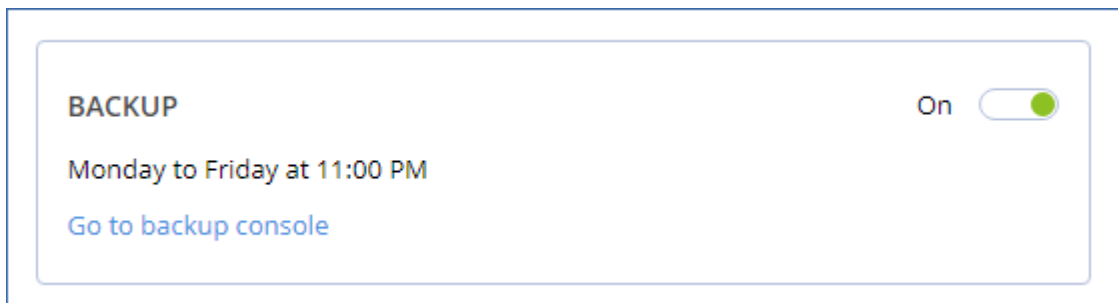 BACKUP
On
Monday to Friday at 11:00 PM
Go to backup console